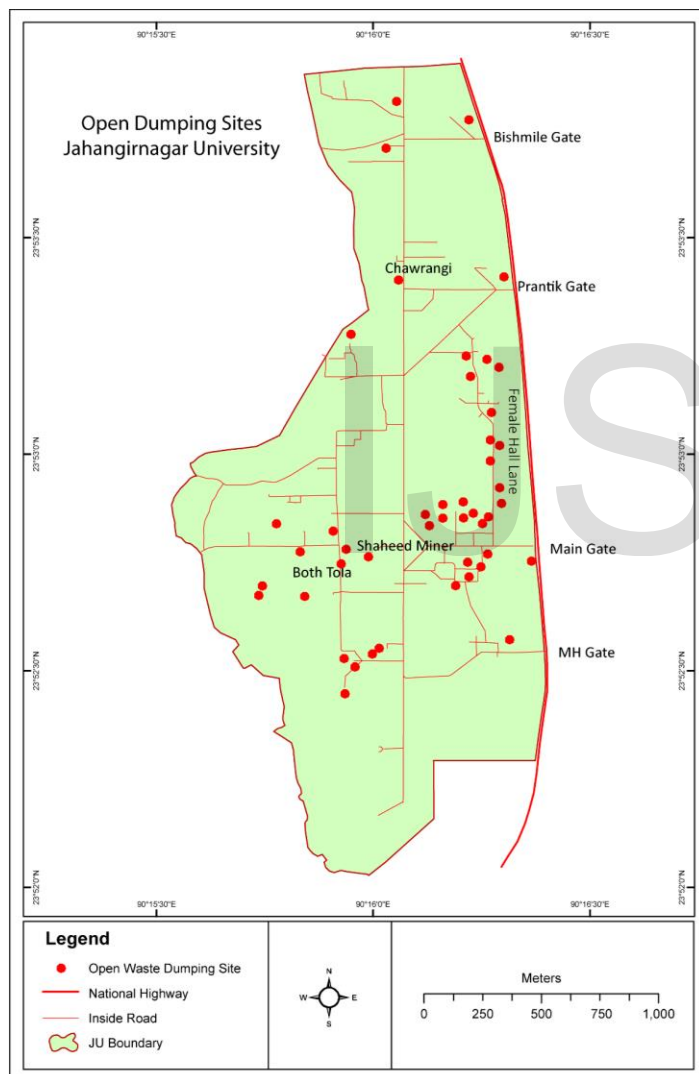 90°15'30"E
90°16'0"E
90°16'30"E
Open Dumping Sites
Jahangirnagar University
Bishmile Gate
23°53'30"N
23°53'30"N
Chawrangi
Prantik Gate
IJS
Female Hall Lane
23°53'0"N
23°53'0"N
Shaheed Miner
Main Gate
Both Tola
MH Gate
23°52'30"N
23°52'30"N
23°52'0"N
23°52'0"N
90°15'30"E
90°16'0"E
90°16'30"E
Legend
Open Waste Dumping Site
National Highway
Inside Road
JU Boundary
N
W E
S
Meters
0 250 500 750 1,000